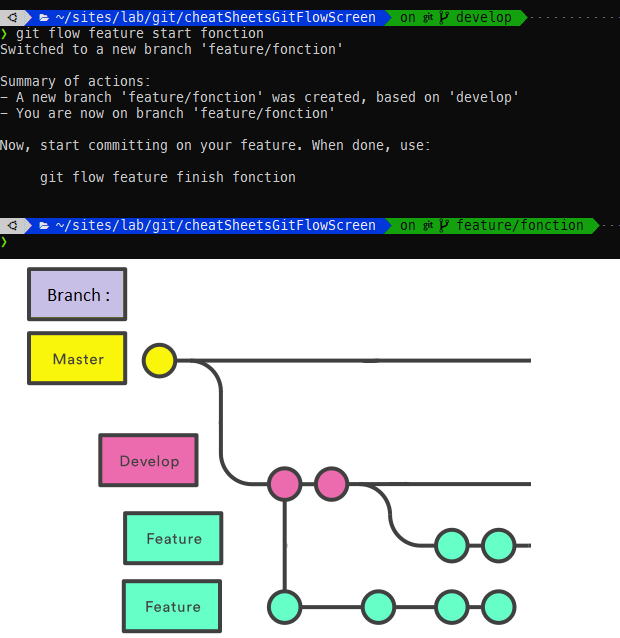 ~/sites/lab/git/cheatSheetsGitFlowScreen on git develop
❯ git flow feature start fonction
Switched to a new branch 'feature/fonction'
Summary of actions:
- A new branch 'feature/fonction' was created, based on 'develop'
- You are now on branch 'feature/fonction'
Now, start committing on your feature. When done, use:
git flow feature finish fonction
~/sites/lab/git/cheatSheetsGitFlowScreen on git feature/fonction
❯
Branch :
Master
Develop
Feature
Feature